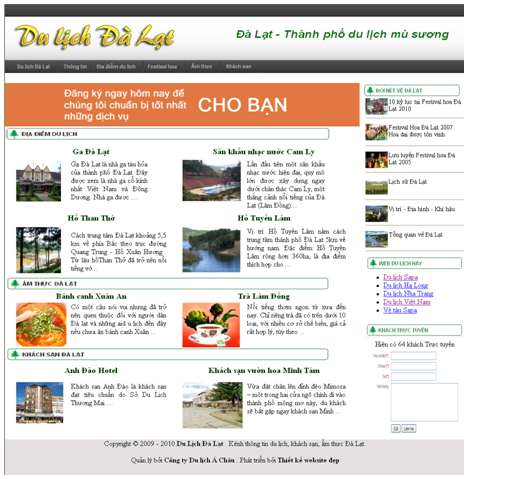 Du lịch Đà Lạt
Đà Lạt - Thành phố du lịch mù sương
Du lịch Đà Lạt Thông tin Địa điểm du lịch Festival hoa Ẩm thực Khách sạn
Đăng ký ngay hôm nay để
chúng tôi chuẩn bị tốt nhất
những dịch vụ
CHO BẠN
ĐỊA ĐIỂM DU LỊCH
Ga Đà Lạt
Ga Đà Lạt là nhà ga tàu hỏa
của thành phố Đà Lạt. Đây
được xem là nhà ga cổ kính
nhất Việt Nam và Đông
Dương. Nhà ga được ....
Sân khấu nhạc nước Cam Ly
Lần đầu tiên một sân khấu
nhạc nước hiện đại, quy mô
lớn được xây dựng ngay
dưới chân thác Cam Ly, một
thắng cảnh nổi tiếng của Đà
Lạt (Lâm Đồng)...
Hồ Than Thở
Cách trung tâm Đà Lạt khoảng 5,5
km về phía Bắc theo trục đường
Quang Trung - Hồ Xuân Hương .
Từ lâu hồ Than Thở đã trở nên nổi
tiếng vớ...
Hồ Tuyền Lâm
Vị trí: Hồ Tuyền Lâm nằm cách
trung tâm thành phố Đà Lạt 5km về
hướng nam. Đặc điểm: Hồ Tuyền
Lâm rộng hơn 360ha, là địa điểm
thích hợp cho ...
ẨM THỰC ĐÀ LẠT
Bánh canh Xuân An
Có một câu nói vui nhưng đã trở
nên quen thuộc đối với người dân
Đà Lạt và những aid u lịch đến đây
nếu chưa ăn bánh canh Xuân ...
Trà Lâm Đồng
Nổi tiếng thơm ngon từ xưa đến
nay. Chỉ riêng trà đã có trên dưới 10
loại, với nhiều cơ sở chế biến, giá cả
rất hợp lý, tùy theo ...
KHÁCH SẠN ĐÀ LẠT
Anh Đào Hotel
Khách sạn Anh Đào là khách sạn
đạt tiêu chuẩn do Sở Du Lịch
Thương Mại ....
Khách sạn vườn hoa Minh Tâm
Vừa đặt chân lên đỉnh đèo Mimosa
– một trong hai cửa ngõ chính đi vào
thành phố mộng mơ này, du khách
sẽ bắt gặp ngay khách sạn Minh ...
ĐÔI NÉT VỀ ĐÀ LẠT
10 kỷ lục tại Festival hoa Đà
Lạt 2010
Festival Hoa Đà Lạt 2007:
Hoa đại được tôn vinh
Lưu luyến Festival hoa Đà
Lạt 2005
Lịch sử Đà Lạt
Vị trí - Địa hình - Khí hậu
Tổng quan về Đà Lạt
WEB DU LỊCH HAY
Du lịch Sapa
Du lịch Ha Long
Du lịch Nha Trang
Du lịch Việt Nam
Vé tàu Sapa
KHÁCH TRỰC TUYẾN
Hiện có 64 khách Trực tuyến
Copyright © 2009 - 2010 Du Lịch Đà Lạt . Kênh thông tin du lịch, khách sạn, ẩm thực Đà Lạt.
Quản lý bởi Công ty Du lịch Á Châu . Phát triển bởi Thiết kế website đẹp